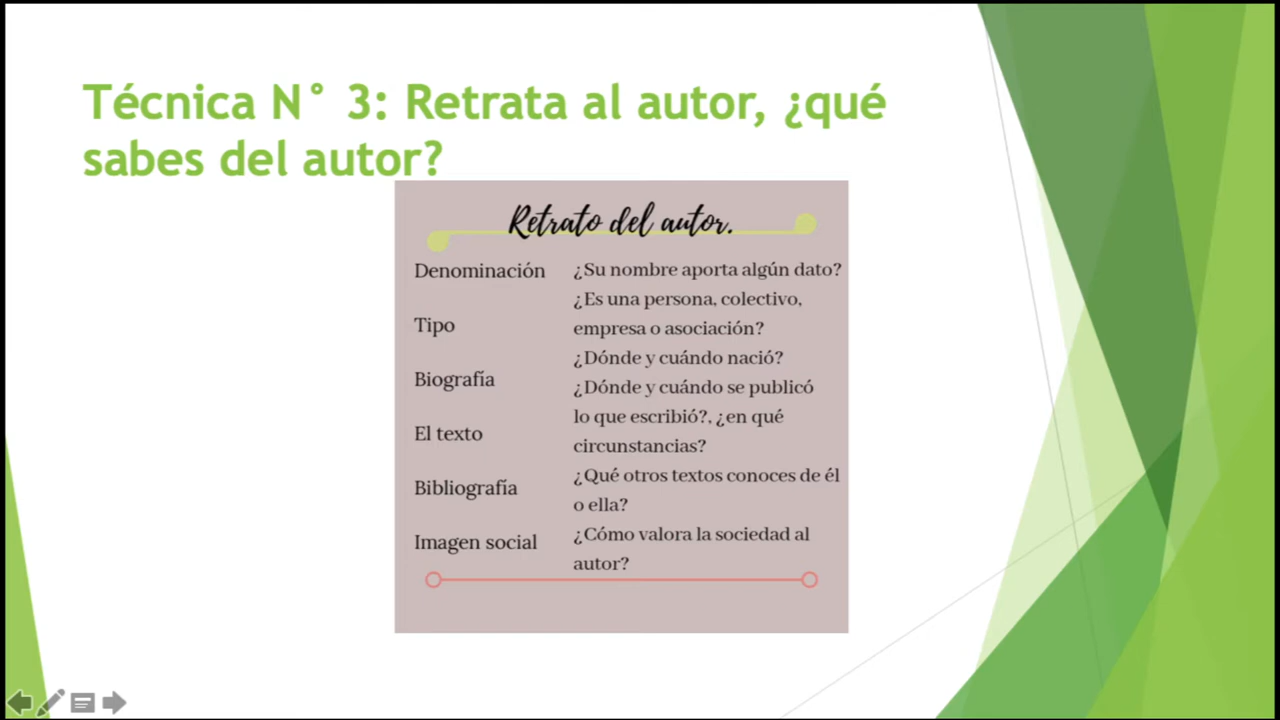 Técnica N° 3: Retrata al autor, ¿qué
sabes del autor?
Retrato del autor.
Denominación
¿Su nombre aporta algún dato?
Tipo
¿Es una persona, colectivo,
empresa o asociación?
Biografía
¿Dónde y cuándo nació?
El texto
¿Dónde y cuándo se publicó
lo que escribió?, ¿en qué
circunstancias?
Bibliografía
¿Qué otros textos conoces de él
o ella?
Imagen social
¿Cómo valora la sociedad al
autor?